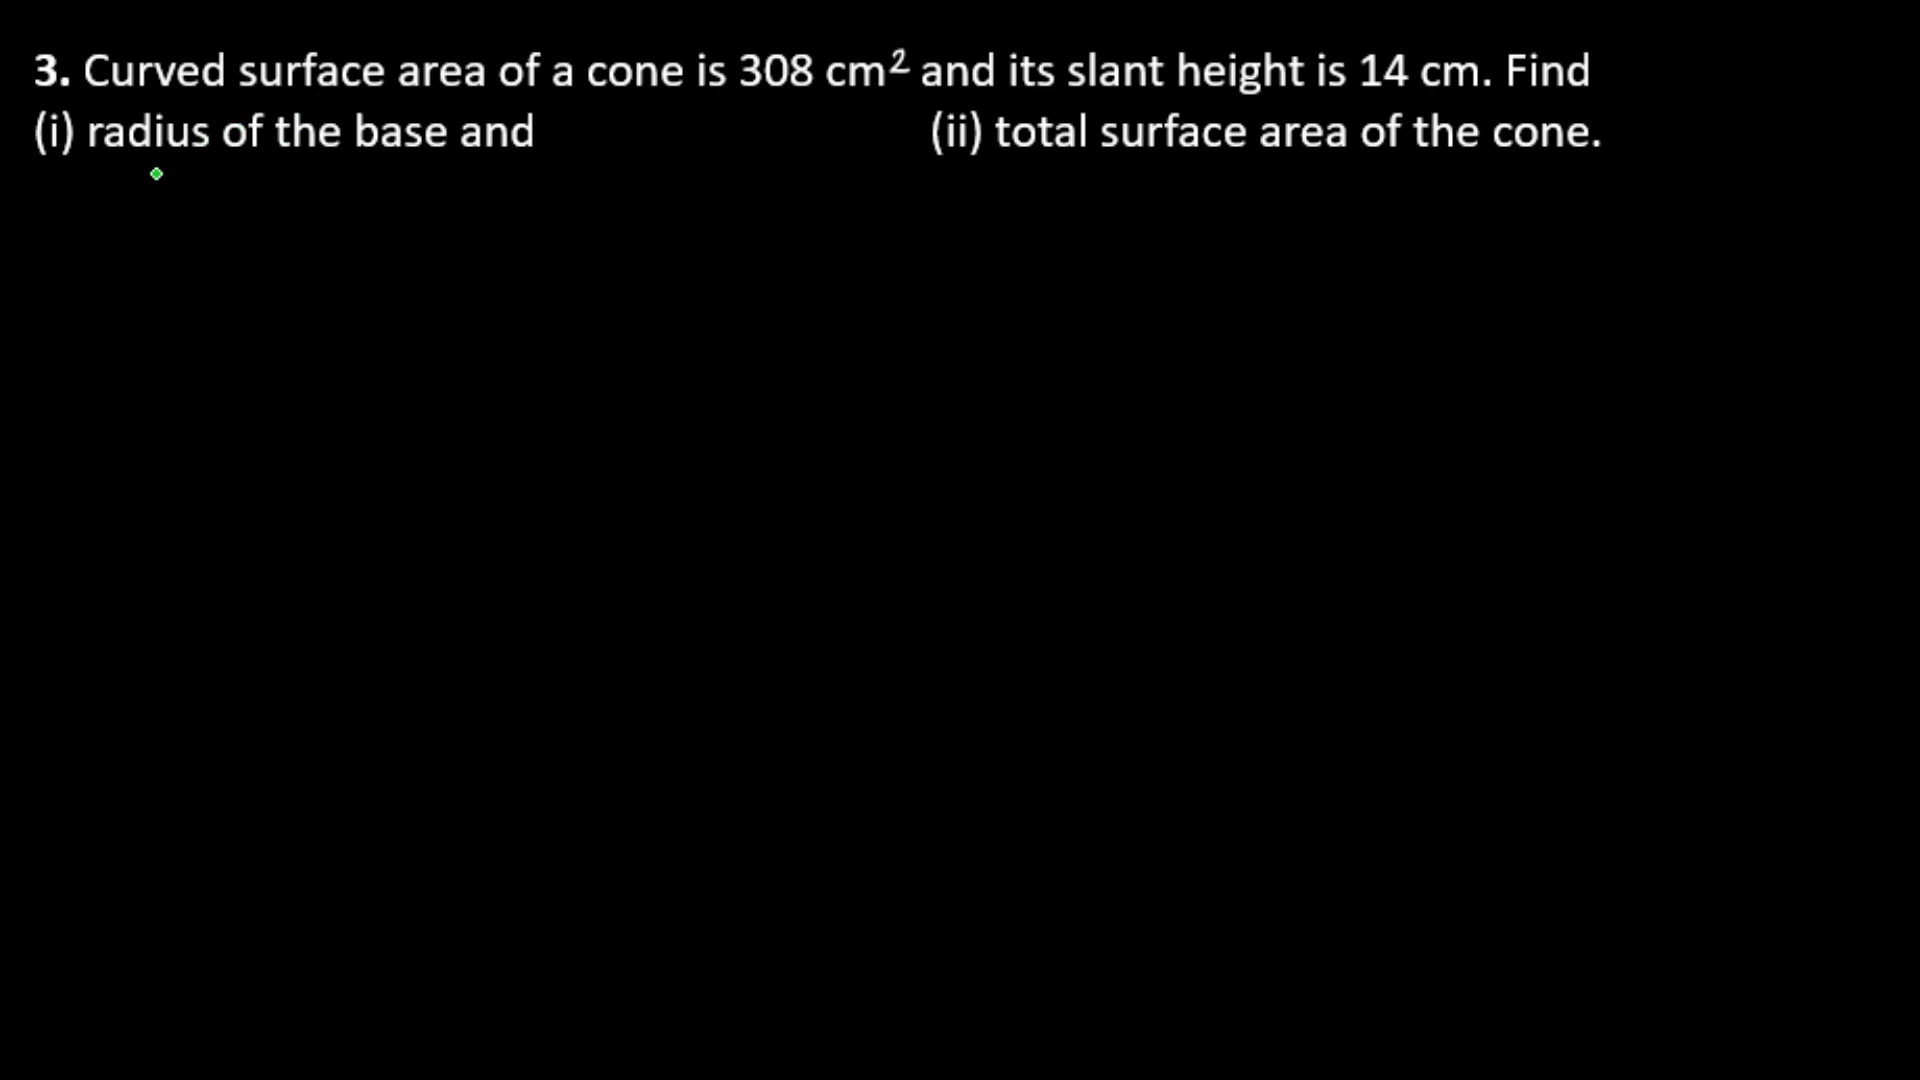 3. Curved surface area of a cone is 308 cm² and its slant height is 14 cm. Find
(i) radius of the base and (ii) total surface area of the cone.